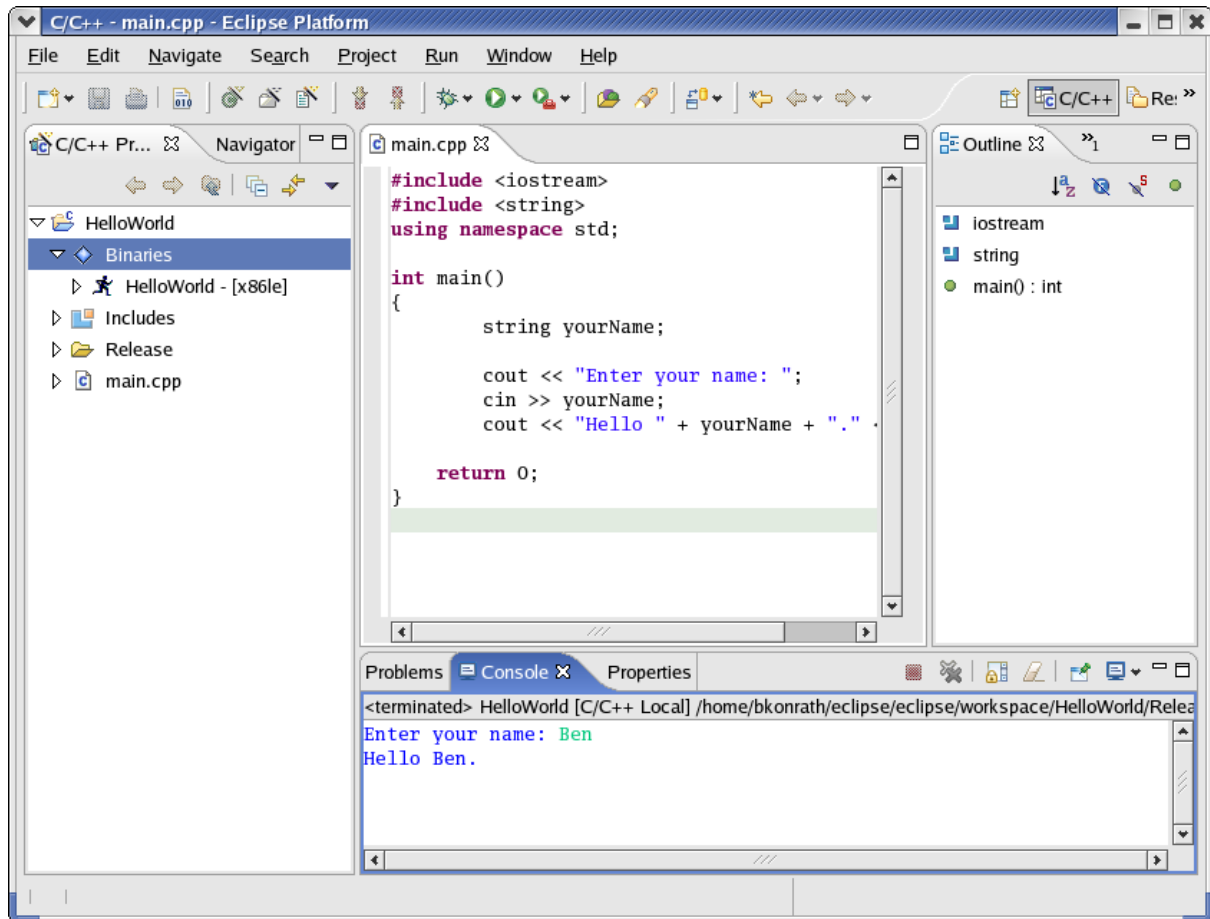 C/C++ - main.cpp - Eclipse Platform
File Edit Navigate Search Project Run Window Help
010
C/C++ Re: »
C/C++ Pr... Navigator
HelloWorld
Binaries
HelloWorld - [x86le]
Includes
Release
main.cpp
main.cpp
#include <iostream>
#include <string>
using namespace std;
int main()
{
string yourName;
cout << "Enter your name: ";
cin >> yourName;
cout << "Hello " + yourName + "."
return 0;
}
Outline »1
iostream
string
main() : int
Problems Console Properties
<terminated> HelloWorld [C/C++ Local] /home/bkonrath/eclipse/eclipse/workspace/HelloWorld/Relea
Enter your name: Ben
Hello Ben.